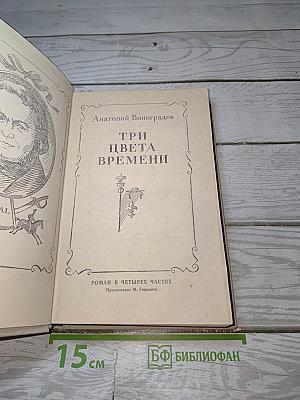 Анатолий Виноградов
ТРИ
ЦВЕТА
ВРЕМЕНИ
РОМАН В ЧЕТЫРЕХ ЧАСТЯХ
Предисловие М. Горького
15 см
БФ БИБЛИОФАН